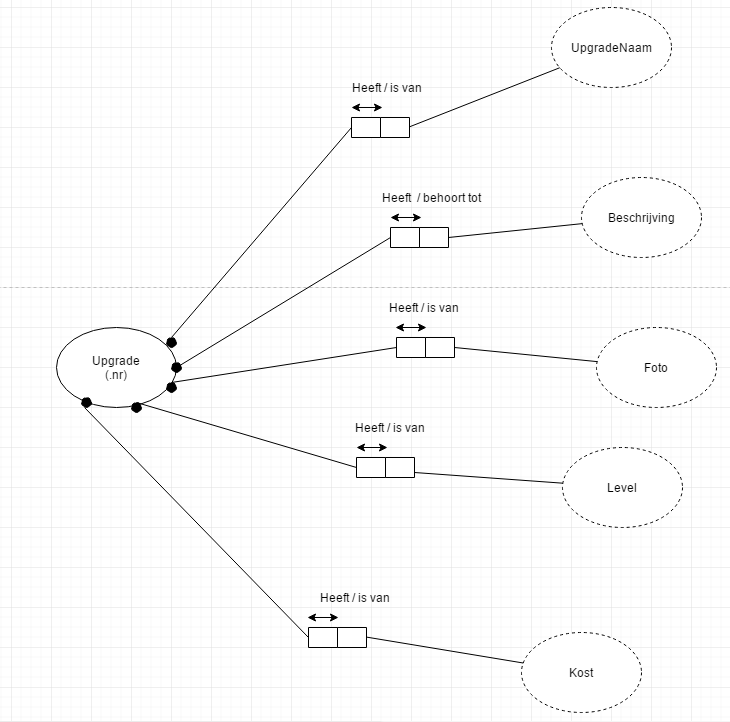 UpgradeNaam
Heeft / is van
Heeft / behoort tot
Beschrijving
Heeft / is van
Upgrade
(.nr)
Foto
Heeft / is van
Level
Heeft / is van
Kost